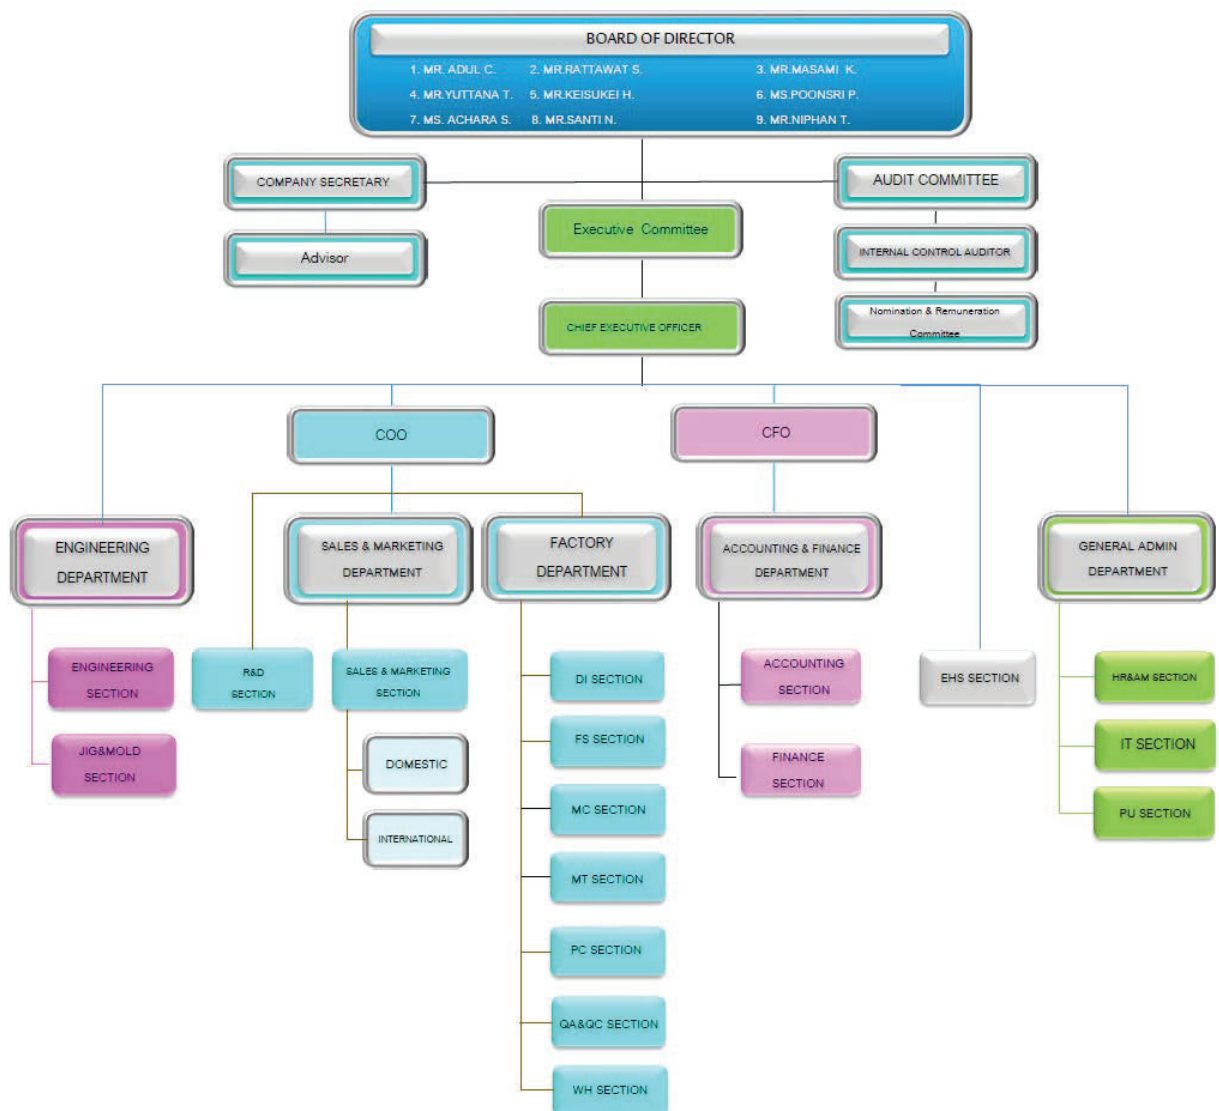 BOARD OF DIRECTOR
1. MR. ADUL C. 2. MR.RATTAWAT S. 3. MR.MASAMI K.
4. MR.YUTTANA T. 5. MR.KEISUKEI H. 6. MS.POONSRI P.
7. MS. ACHARA S. 8. MR.SANTI N. 9. MR.NIPHAN T.
COMPANY SECRETARY
AUDIT COMMITTEE
Executive Committee
Advisor
INTERNAL CONTROL AUDITOR
CHIEF EXECUTIVE OFFICER
Nomination & Remuneration
Committee
COO
CFO
ENGINEERING
DEPARTMENT
SALES & MARKETING
DEPARTMENT
FACTORY
DEPARTMENT
ACCOUNTING & FINANCE
DEPARTMENT
GENERAL ADMIN
DEPARTMENT
ENGINEERING
SECTION
R&D
SECTION
SALES & MARKETING
SECTION
DI SECTION
ACCOUNTING
SECTION
EHS SECTION
HR&AM SECTION
JIG&MOLD
SECTION
DOMESTIC
FS SECTION
FINANCE
SECTION
IT SECTION
INTERNATIONAL
MC SECTION
PU SECTION
MT SECTION
PC SECTION
QA&QC SECTION
WH SECTION